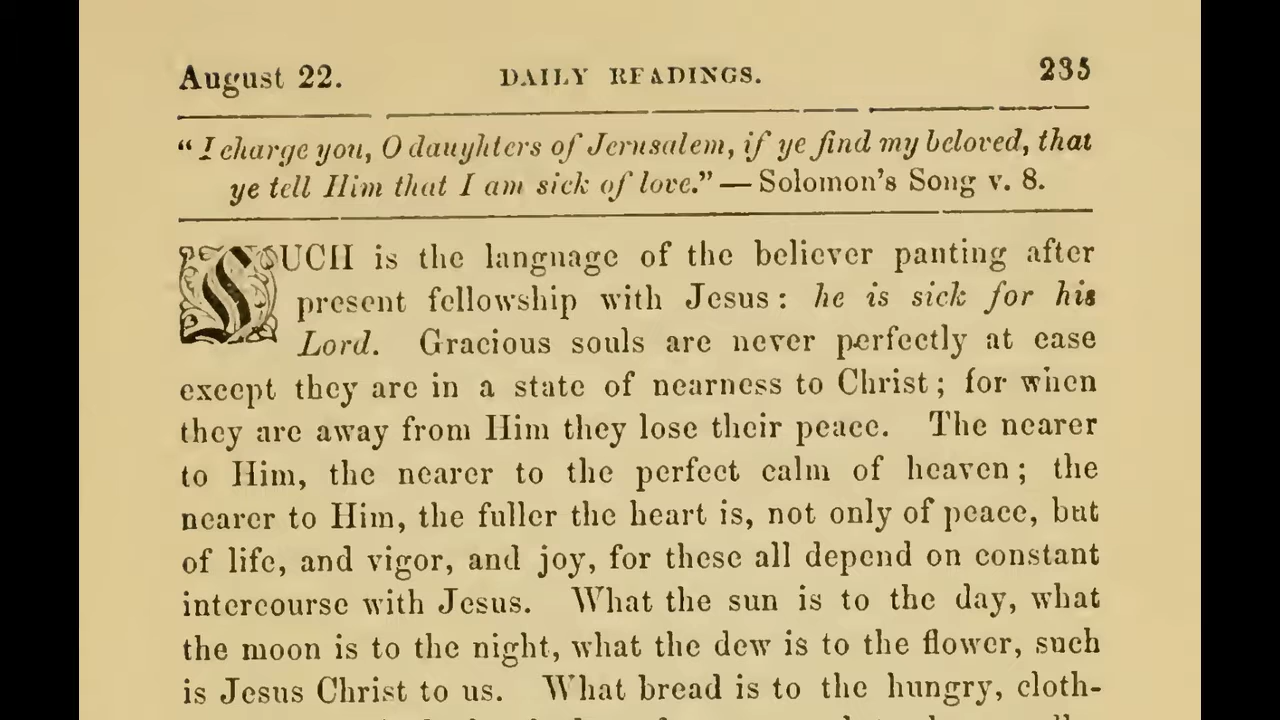 August 22. DAILY READINGS. 235
“I charge you, O daughters of Jerusalem, if ye find my beloved, that
ye tell Him that I am sick of love.”—Solomon’s Song v. 8.
SUCH is the language of the believer panting after
present fellowship with Jesus: he is sick for his
Lord. Gracious souls are never perfectly at ease
except they are in a state of nearness to Christ; for when
they are away from Him they lose their peace. The nearer
to Him, the nearer to the perfect calm of heaven; the
nearer to Him, the fuller the heart is, not only of peace, but
of life, and vigor, and joy, for these all depend on constant
intercourse with Jesus. What the sun is to the day, what
the moon is to the night, what the dew is to the flower, such
is Jesus Christ to us. What bread is to the hungry, cloth-